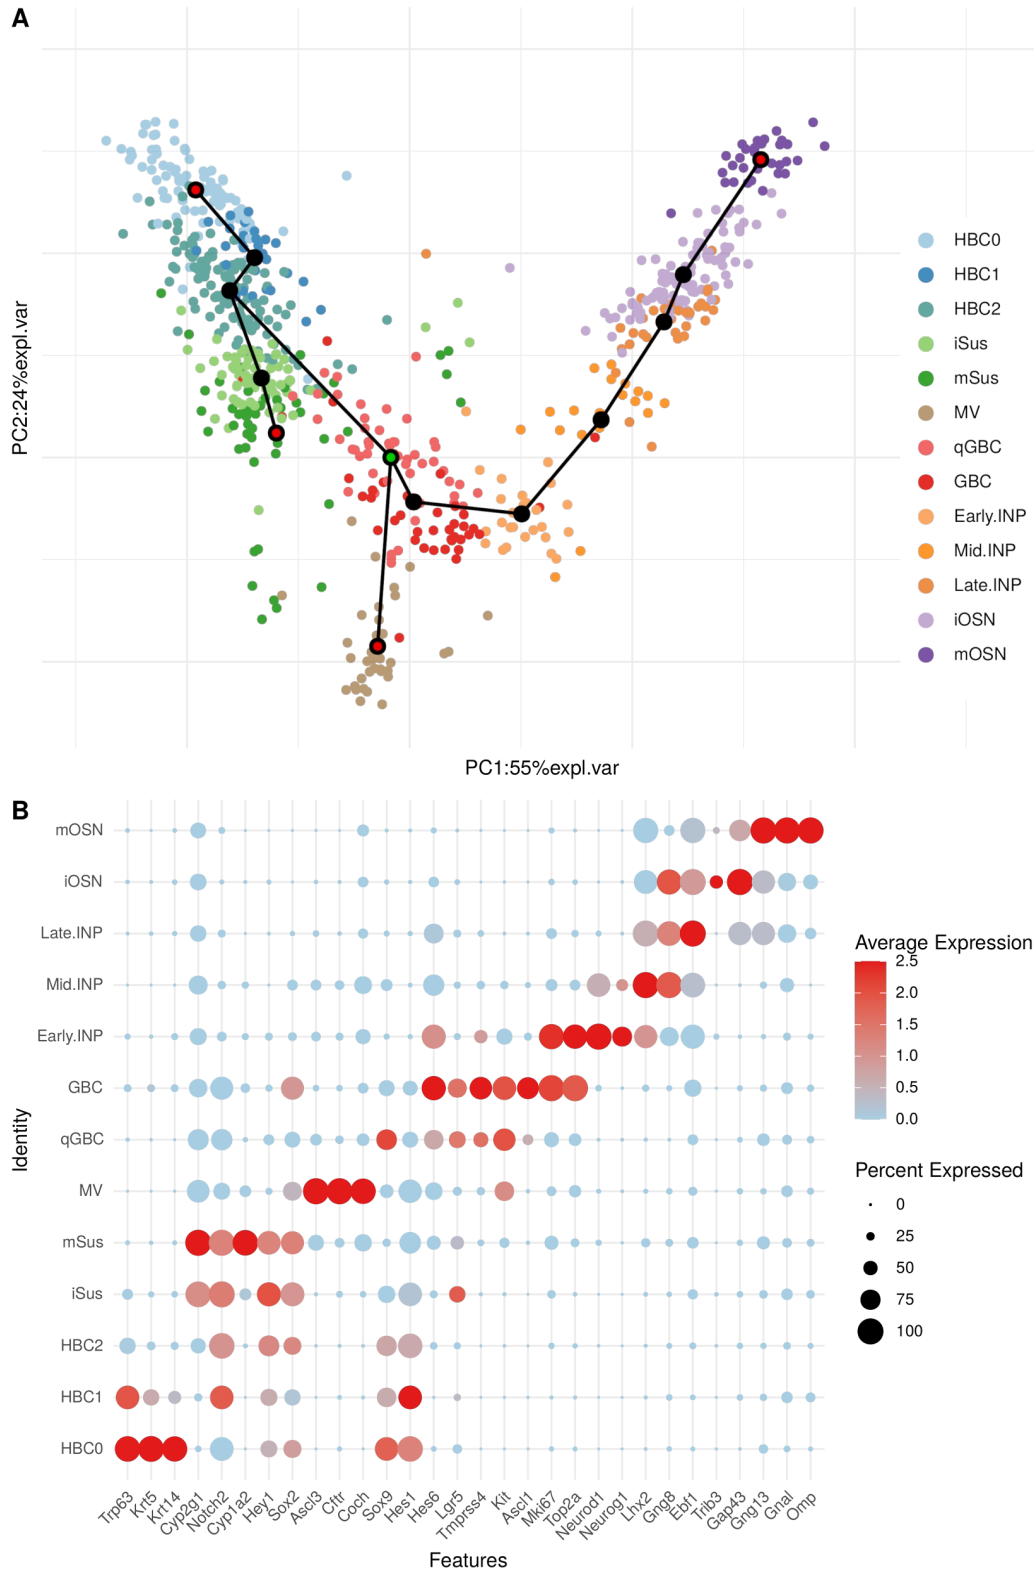 A
PC2:24%expl.var
HBC0
HBC1
HBC2
iSus
mSus
MV
qGBC
GBC
Early.INP
Mid.INP
Late.INP
iOSN
mOSN
PC1:55%expl.var
B
Identity
mOSN
iOSN
Late.INP
Mid.INP
Early.INP
GBC
qGBC
MV
mSus
iSus
HBC2
HBC1
HBC0
Trp63 Krt5 Krt14 Cyp2g1 Notch2 Cyp1a2 Hey1 Sox2 Ascl3 Cftr Coch Sox9 Hes1 Hes6 Lgr5 Tmprss4 Kit Ascl1 Mki67 Top2a Neurod1 Neurog1 Lhx2 Gng8 Ebf1 Trib3 Gap43 Gng13 Gnal Omp
Features
Average Expression
2.5
2.0
1.5
1.0
0.5
0.0
Percent Expressed
0
25
50
75
100